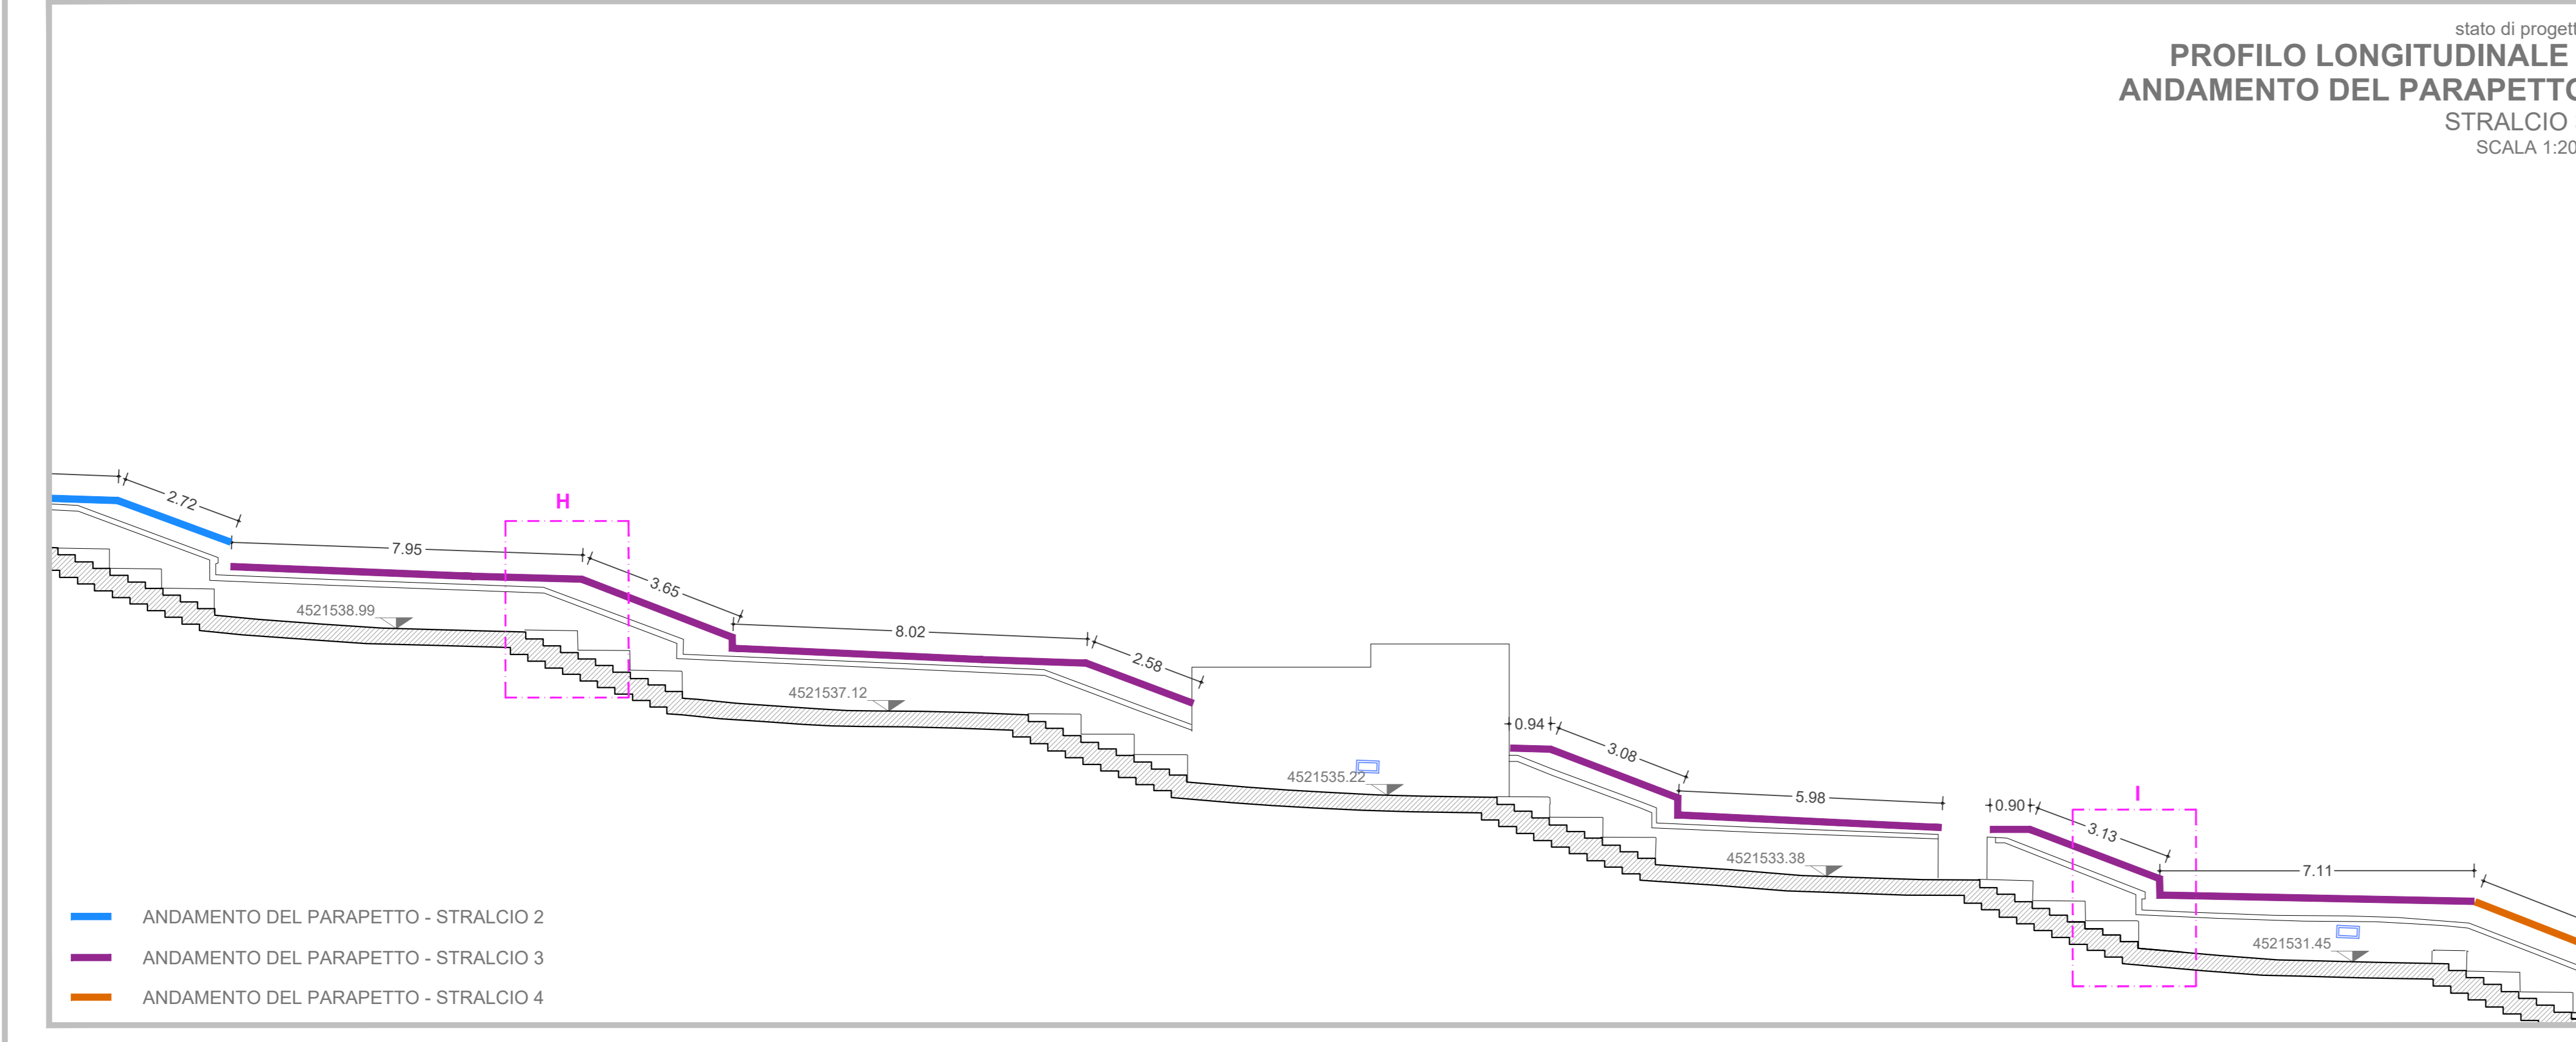 stato di progett
PROFILO LONGITUDINALE
ANDAMENTO DEL PARAPETTO
STRALCIO
SCALA 1:20
2.72
7.95
H
3.65
8.02
2.58
0.94
3.08
5.98
0.90
3.13
I
7.11
4521538.99
4521537.12
4521535.22
4521533.38
4521531.45
ANDAMENTO DEL PARAPETTO - STRALCIO 2
ANDAMENTO DEL PARAPETTO - STRALCIO 3
ANDAMENTO DEL PARAPETTO - STRALCIO 4